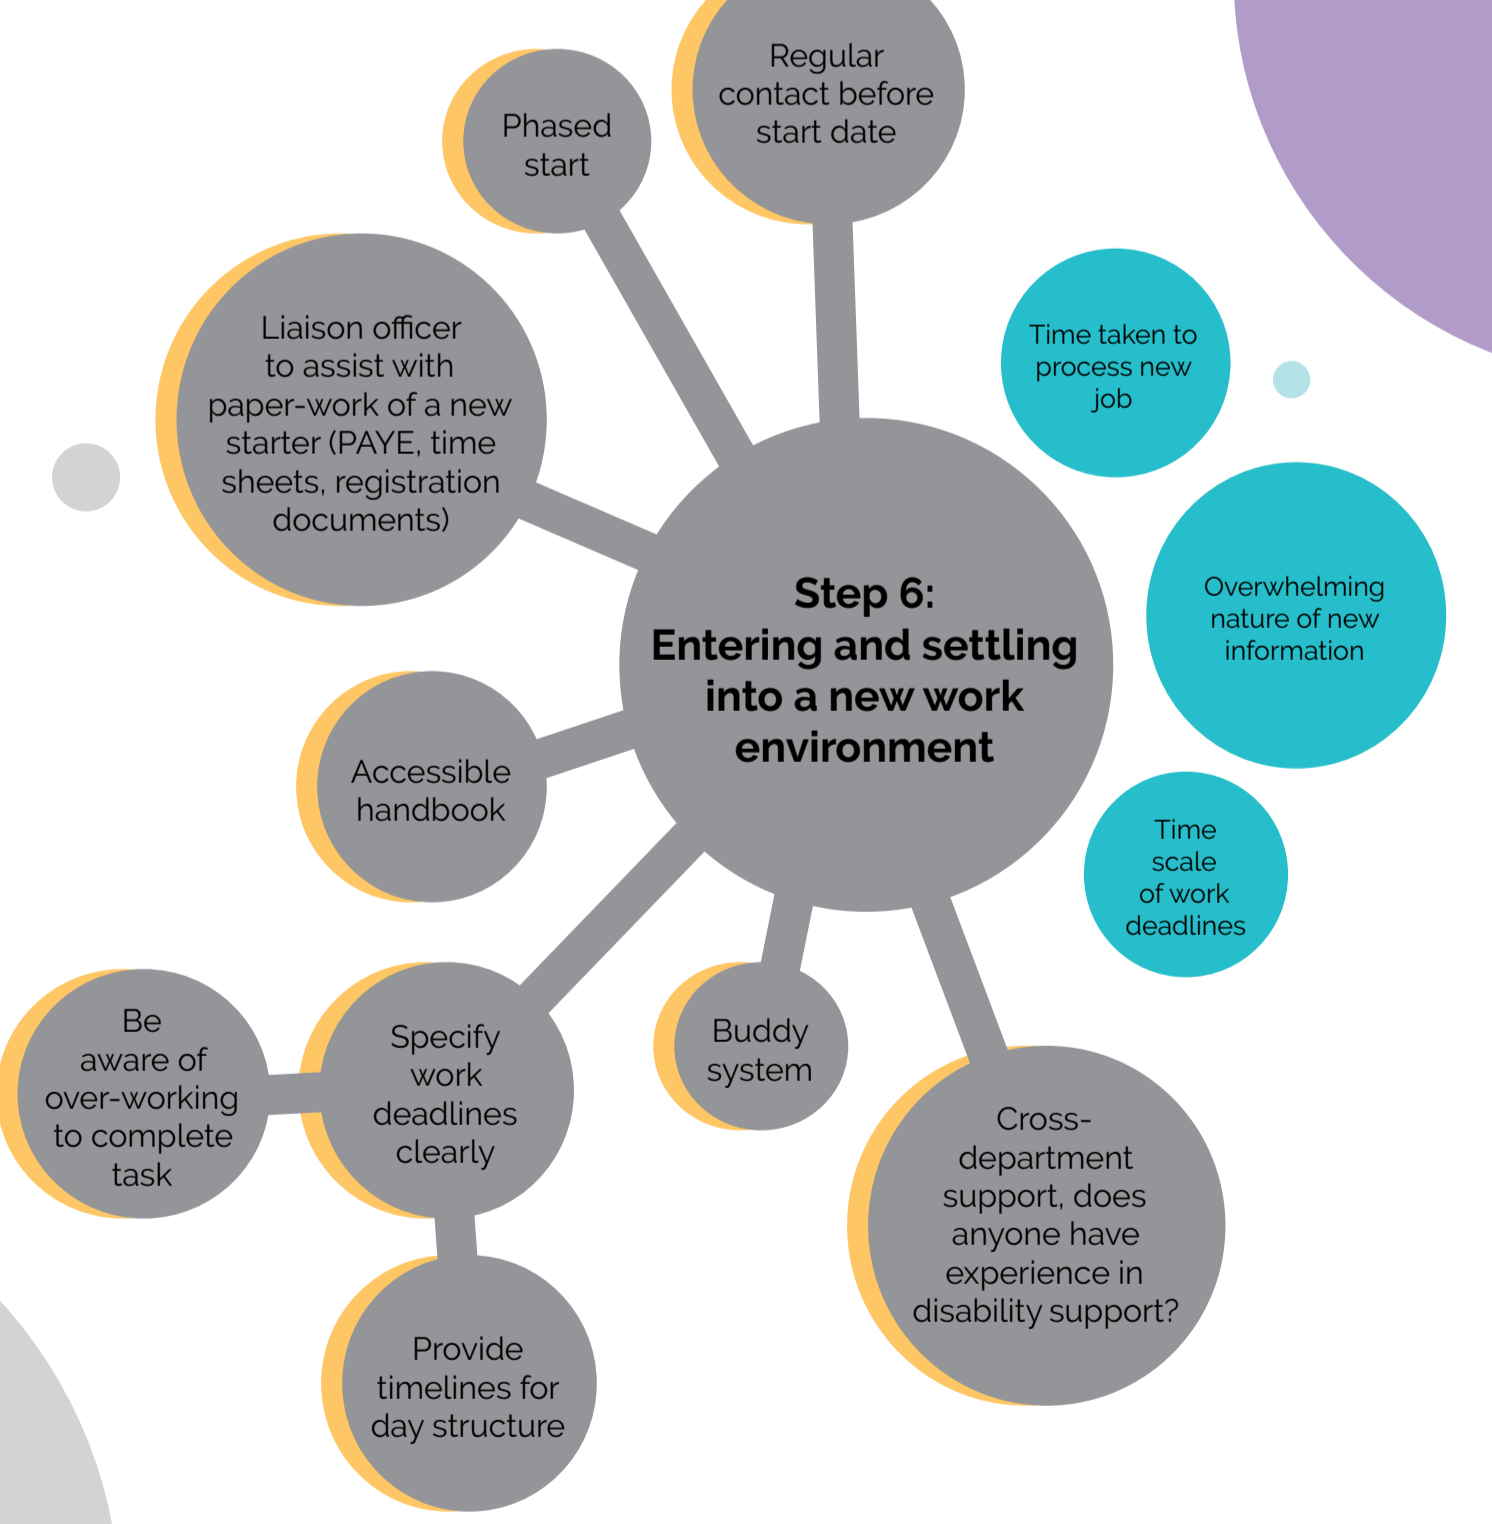 Regular
contact before
start date
Phased
start
Liaison officer
to assist with
paper-work of a new
starter (PAYE, time
sheets, registration
documents)
Time taken to
process new
job
Overwhelming
nature of new
information
Step 6:
Entering and settling
into a new work
environment
Accessible
handbook
Time
scale
of work
deadlines
Be
aware of
over-working
to complete
task
Specify
work
deadlines
clearly
Buddy
system
Cross-
department
support, does
anyone have
experience in
disability support?
Provide
timelines for
day structure